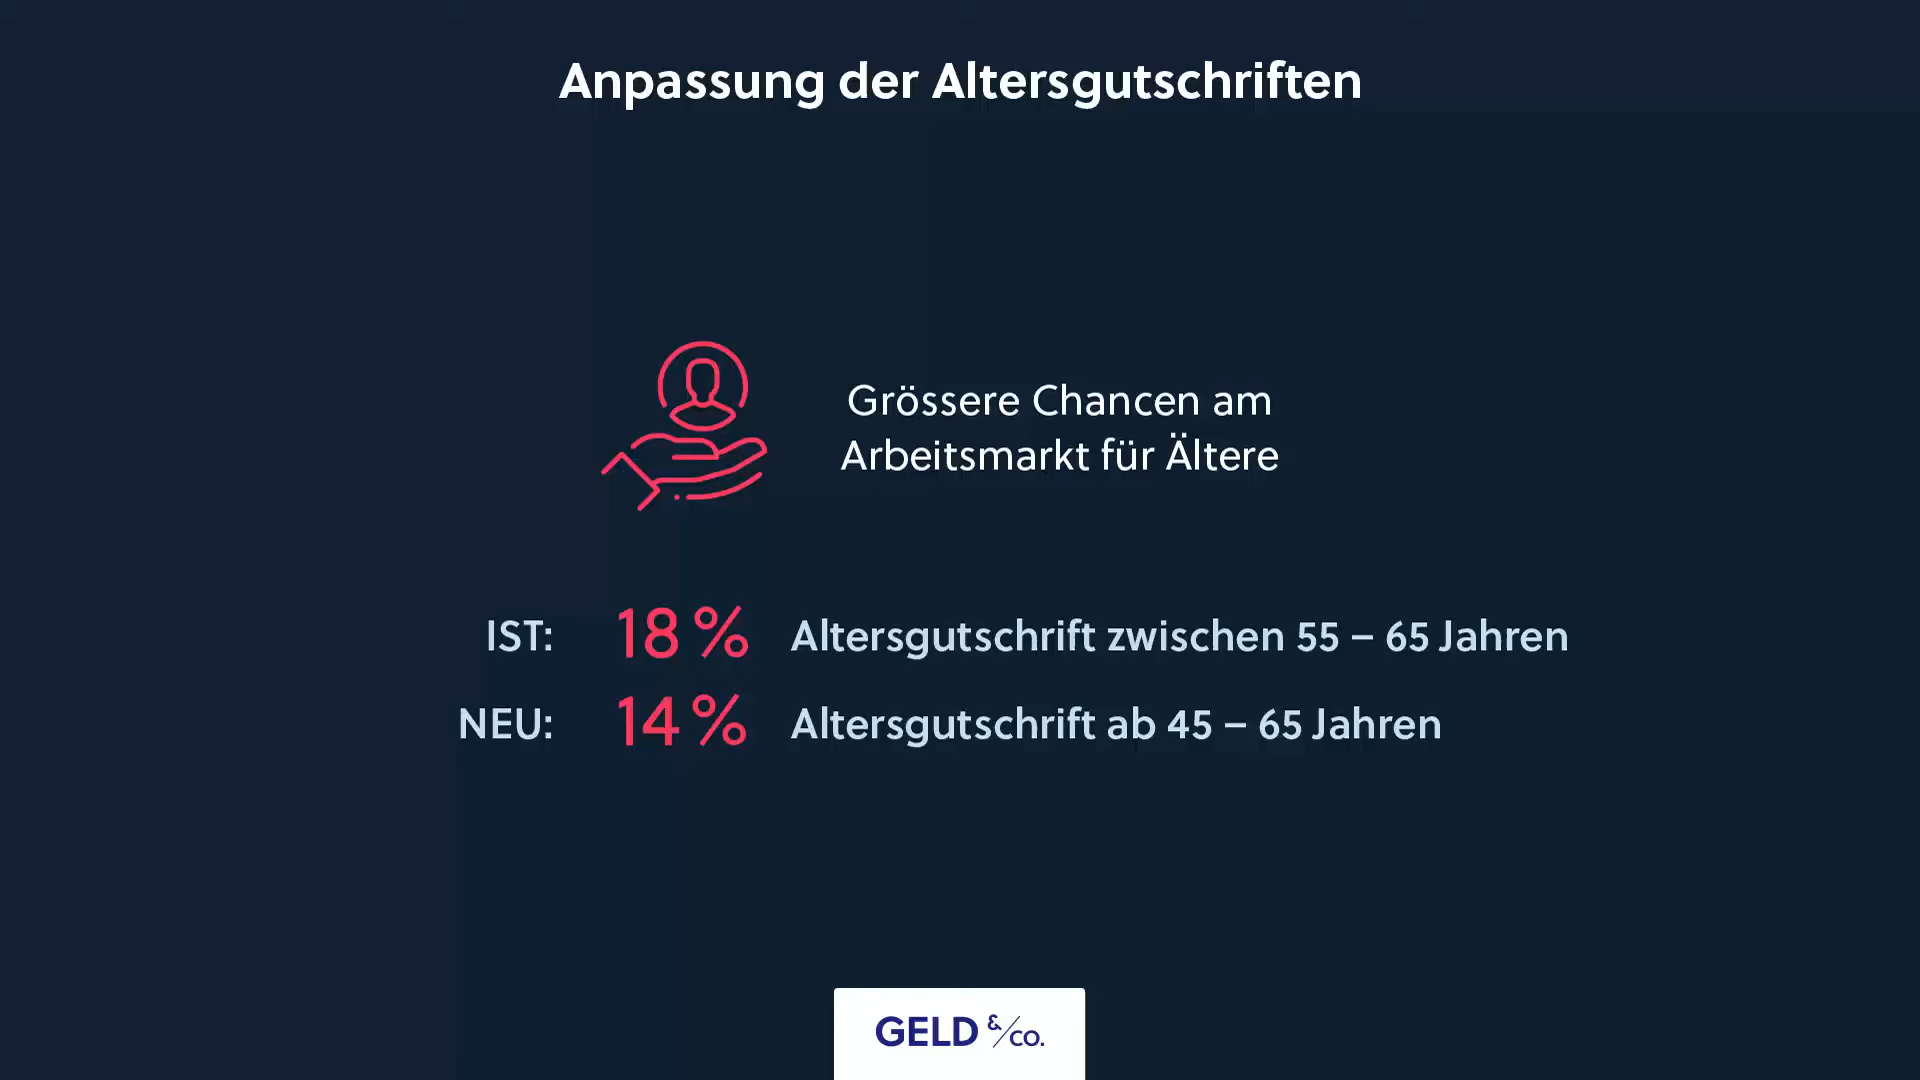 Anpassung der Altersgutschriften
Grössere Chancen am
Arbeitsmarkt für Ältere
IST: 18 % Altersgutschrift zwischen 55 – 65 Jahren
NEU: 14 % Altersgutschrift ab 45 – 65 Jahren
GELD &/co.